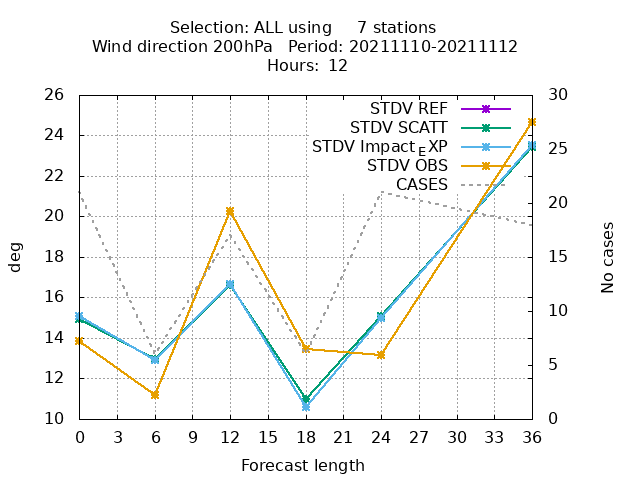 Selection: ALL using     7 stations
Wind direction 200hPa   Period: 20211110-20211112
Hours:  12
STDV REF
STDV SCATT
STDV Impact_EXP
STDV OBS
CASES
26
24
22
20
18
16
14
12
10
30
25
20
15
10
5
0
deg
No cases
0 3 6 9 12 15 18 21 24 27 30 33 36
Forecast length